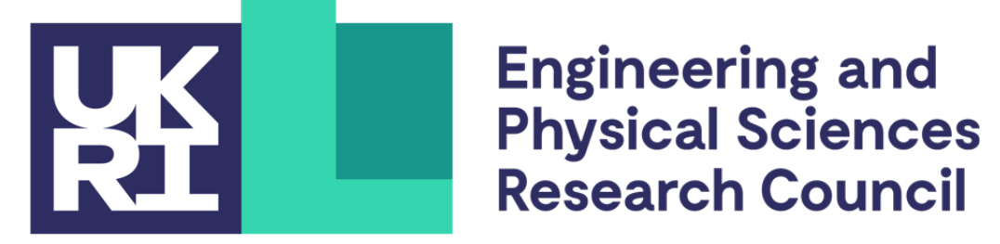 UK
RI
Engineering and
Physical Sciences
Research Council